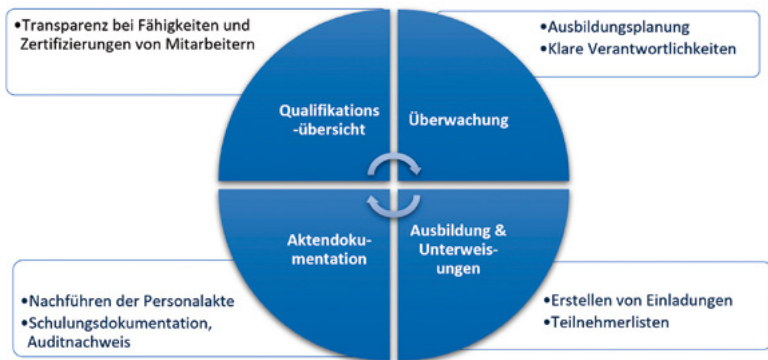 •Transparenz bei Fähigkeiten und
Zertifizierungen von Mitarbeitern
•Ausbildungsplanung
•Klare Verantwortlichkeiten
Qualifikations
-übersicht
Überwachung
Aktendoku-
mentation
Ausbildung &
Unterweis-
ungen
•Nachführen der Personalakte
•Schulungsdokumentation,
Auditnachweis
•Erstellen von Einladungen
•Teilnehmerlisten